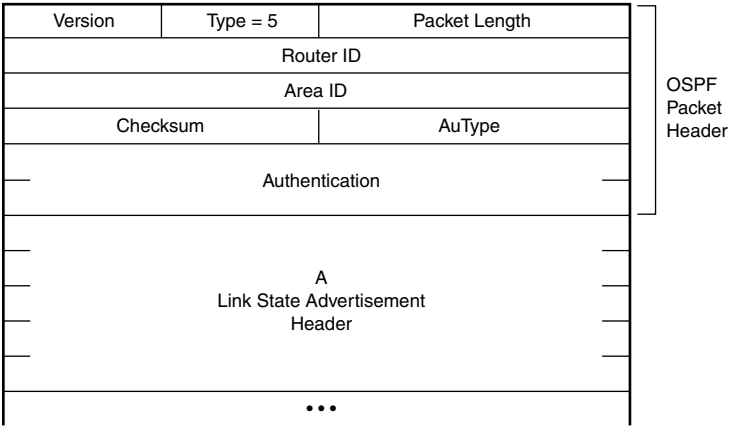 Version Type = 5 Packet Length
Router ID
Area ID
Checksum AuType
Authentication
OSPF
Packet
Header
A
Link State Advertisement
Header
•••